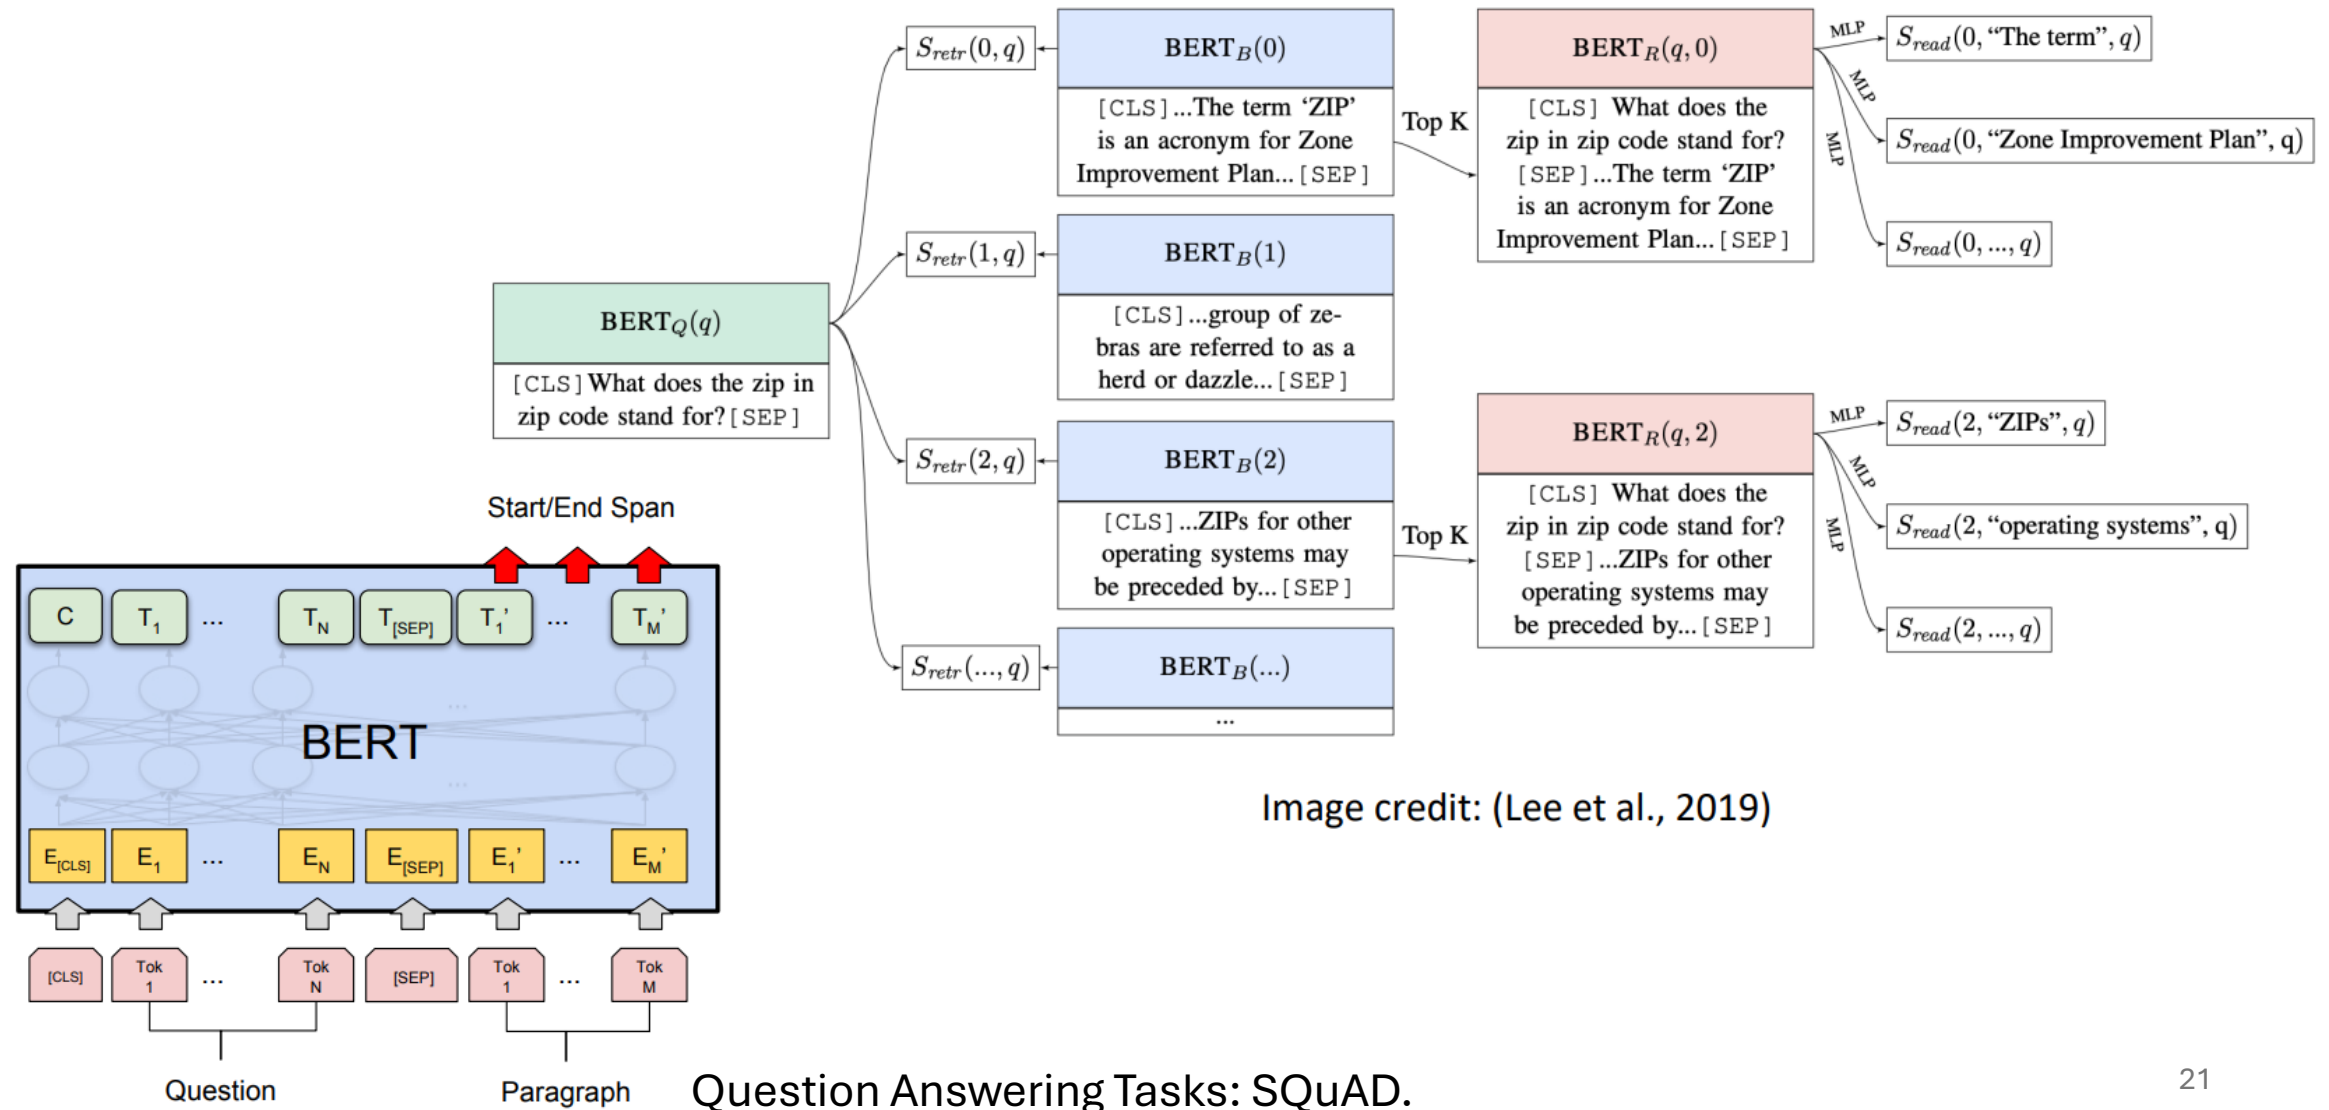 BERT_Q(q)
[CLS]What does the zip in
zip code stand for?[SEP]
S_retr(0, q)
S_retr(1, q)
S_retr(2, q)
S_retr(..., q)
BERT_B(0)
[CLS]...The term ‘ZIP’
is an acronym for Zone
Improvement Plan...[SEP]
BERT_B(1)
[CLS]...group of ze-
bras are referred to as a
herd or dazzle...[SEP]
BERT_B(2)
[CLS]...ZIPs for other
operating systems may
be preceded by...[SEP]
BERT_B(...)
...
Top K
Top K
BERT_R(q, 0)
[CLS] What does the
zip in zip code stand for?
[SEP]...The term ‘ZIP’
is an acronym for Zone
Improvement Plan...[SEP]
BERT_R(q, 2)
[CLS] What does the
zip in zip code stand for?
[SEP]...ZIPs for other
operating systems may
be preceded by...[SEP]
MLP
MLP
MLP
S_read(0, “The term”, q)
S_read(0, “Zone Improvement Plan”, q)
S_read(0, ..., q)
MLP
MLP
MLP
S_read(2, “ZIPs”, q)
S_read(2, “operating systems”, q)
S_read(2, ..., q)
Image credit: (Lee et al., 2019)
Start/End Span
C T_1 ... T_N T_[SEP] T_1’ ... T_M’
...
BERT
...
E_[CLS] E_1 ... E_N E_[SEP] E_1’ ... E_M’
[CLS] Tok 1 ... Tok N [SEP] Tok 1 ... Tok M
Question Paragraph
Question Answering Tasks: SQuAD.
21